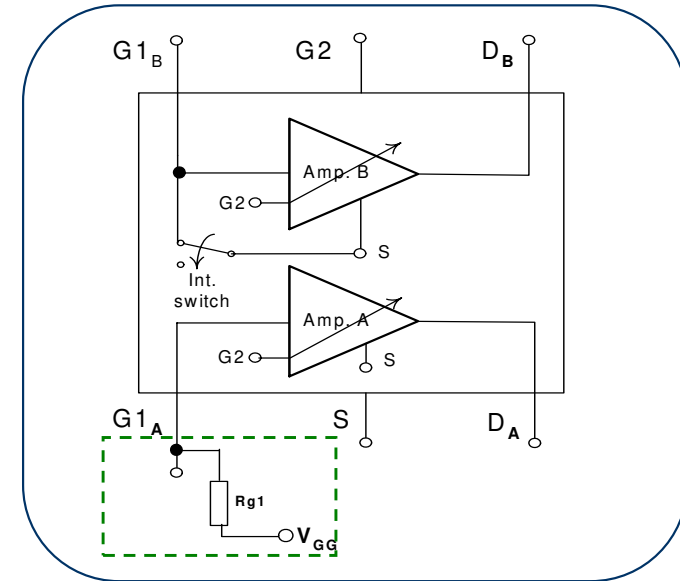 G1B G2 DB
Amp. B
G2
S
Int.
switch
Amp. A
G2
S
G1A S DA
Rg1
VGG